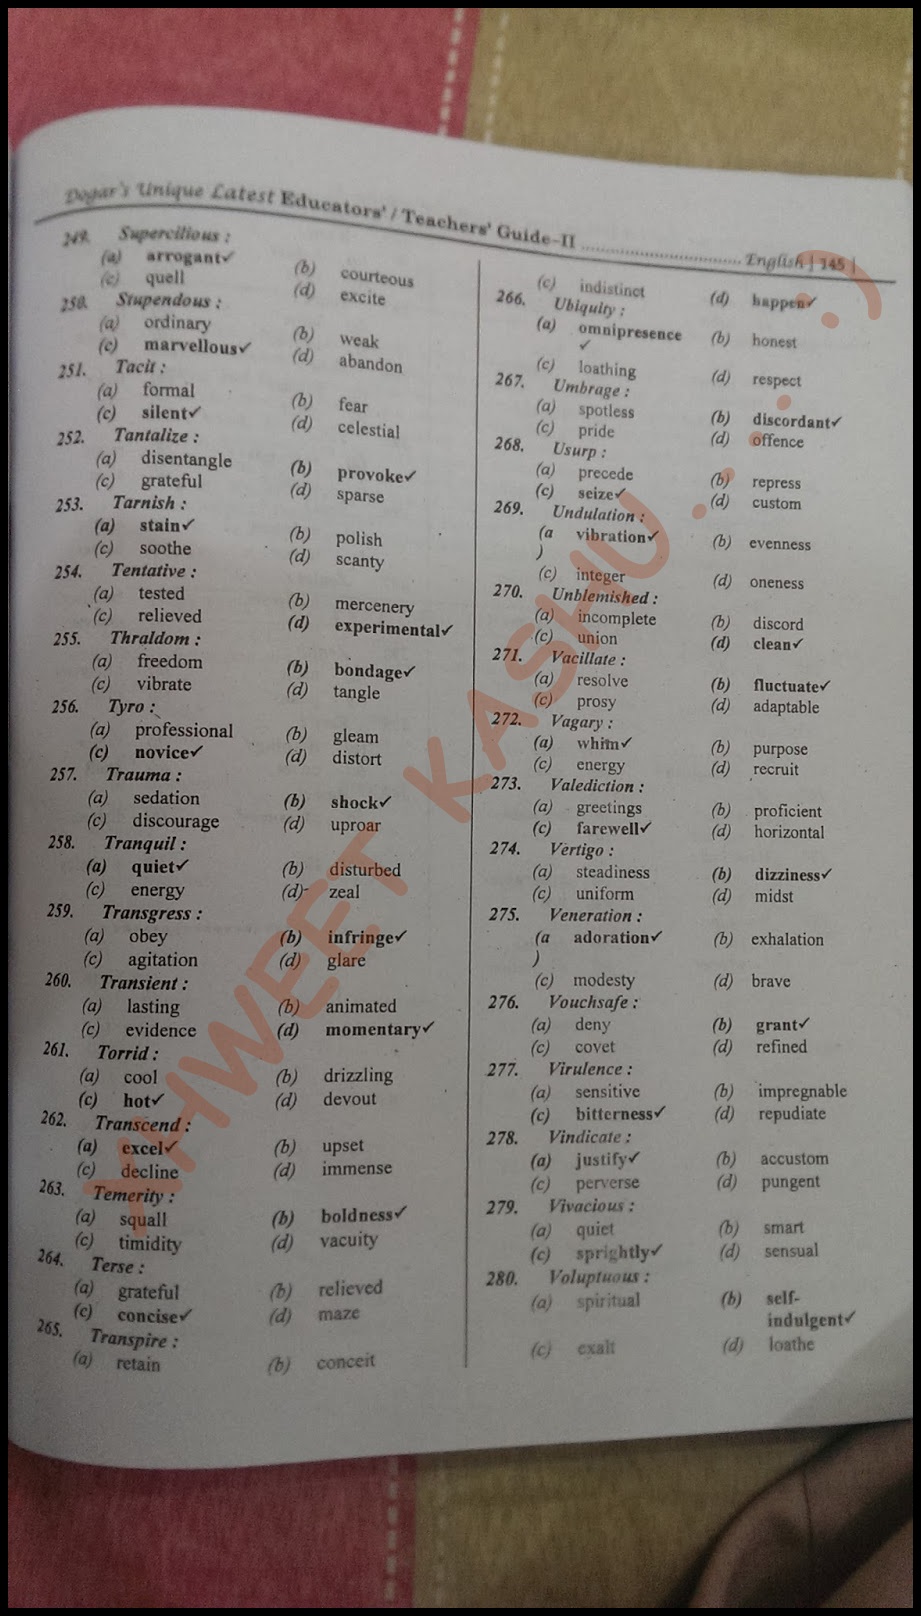 Dogar's Unique Latest Educators' / Teachers' Guide–II ................................ English | 145 |
249. Supercilious :
(a) arrogant✓ (b) courteous
(c) quell (d) excite
250. Stupendous :
(a) ordinary (b) weak
(c) marvellous✓ (d) abandon
251. Tacit :
(a) formal (b) fear
(c) silent✓ (d) celestial
252. Tantalize :
(a) disentangle (b) provoke✓
(c) grateful (d) sparse
253. Tarnish :
(a) stain✓ (b) polish
(c) soothe (d) scanty
254. Tentative :
(a) tested (b) mercenery
(c) relieved (d) experimental✓
255. Thraldom :
(a) freedom (b) bondage✓
(c) vibrate (d) tangle
256. Tyro :
(a) professional (b) gleam
(c) novice✓ (d) distort
257. Trauma :
(a) sedation (b) shock✓
(c) discourage (d) uproar
258. Tranquil :
(a) quiet✓ (b) disturbed
(c) energy (d) zeal
259. Transgress :
(a) obey (b) infringe✓
(c) agitation (d) glare
260. Transient :
(a) lasting (b) animated
(c) evidence (d) momentary✓
261. Torrid :
(a) cool (b) drizzling
(c) hot✓ (d) devout
262. Transcend :
(a) excel✓ (b) upset
(c) decline (d) immense
263. Temerity :
(a) squall (b) boldness✓
(c) timidity (d) vacuity
264. Terse :
(a) grateful (b) relieved
(c) concise✓ (d) maze
265. Transpire :
(a) retain (b) conceit
(c) indistinct (d) happen✓
266. Ubiquity :
(a) omnipresence (b) honest
✓
(c) loathing (d) respect
267. Umbrage :
(a) spotless (b) discordant✓
(c) pride (d) offence
268. Usurp :
(a) precede (b) repress
(c) seize✓ (d) custom
269. Undulation :
(a vibration✓ (b) evenness
)
(c) integer (d) oneness
270. Unblemished :
(a) incomplete (b) discord
(c) union (d) clean✓
271. Vacillate :
(a) resolve (b) fluctuate✓
(c) prosy (d) adaptable
272. Vagary :
(a) whim✓ (b) purpose
(c) energy (d) recruit
273. Valediction :
(a) greetings (b) proficient
(c) farewell✓ (d) horizontal
274. Vertigo :
(a) steadiness (b) dizziness✓
(c) uniform (d) midst
275. Veneration :
(a adoration✓ (b) exhalation
)
(c) modesty (d) brave
276. Vouchsafe :
(a) deny (b) grant✓
(c) covet (d) refined
277. Virulence :
(a) sensitive (b) impregnable
(c) bitterness✓ (d) repudiate
278. Vindicate :
(a) justify✓ (b) accustom
(c) perverse (d) pungent
279. Vivacious :
(a) quiet (b) smart
(c) sprightly✓ (d) sensual
280. Voluptuous :
(a) spiritual (b) self-
indulgent✓
(c) exalt (d) loathe
XHWEET KASHU. . . : : :)